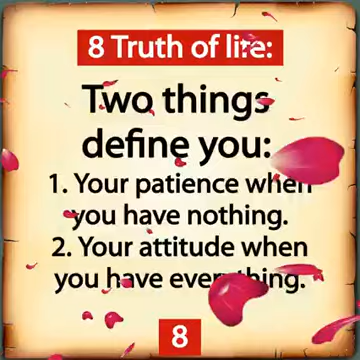 8 Truth of life:
Two things
define you:
1. Your patience when
you have nothing.
2. Your attitude when
you have everything.
8